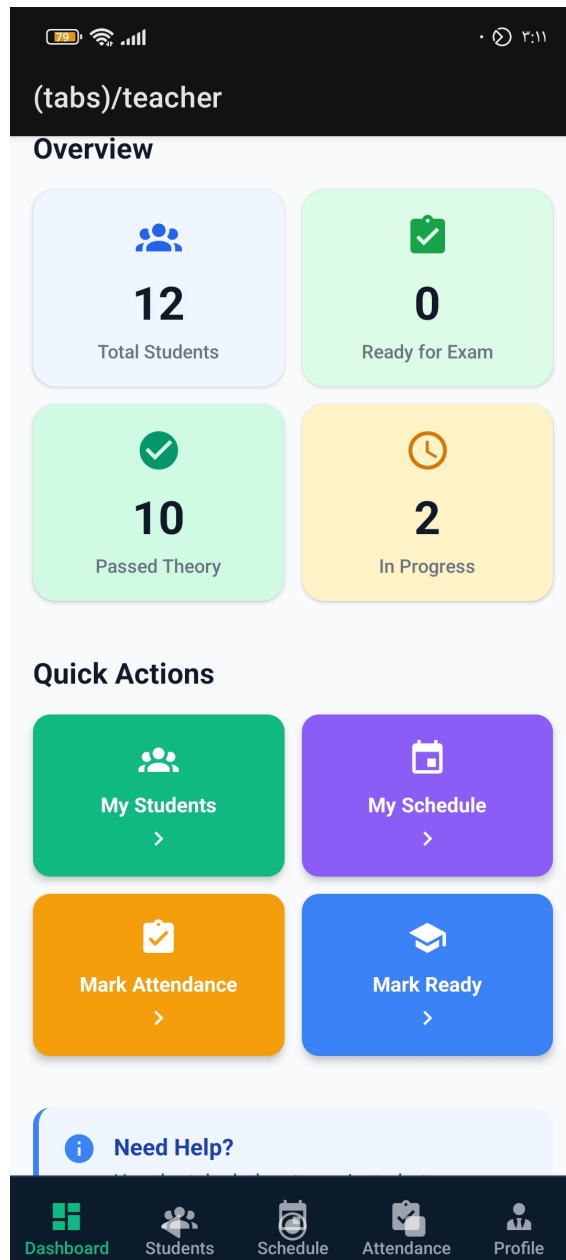 79
٣:١١
(tabs)/teacher
Overview
12
Total Students
0
Ready for Exam
10
Passed Theory
2
In Progress
Quick Actions
My Students
My Schedule
Mark Attendance
Mark Ready
Need Help?
Dashboard
Students
Schedule
Attendance
Profile